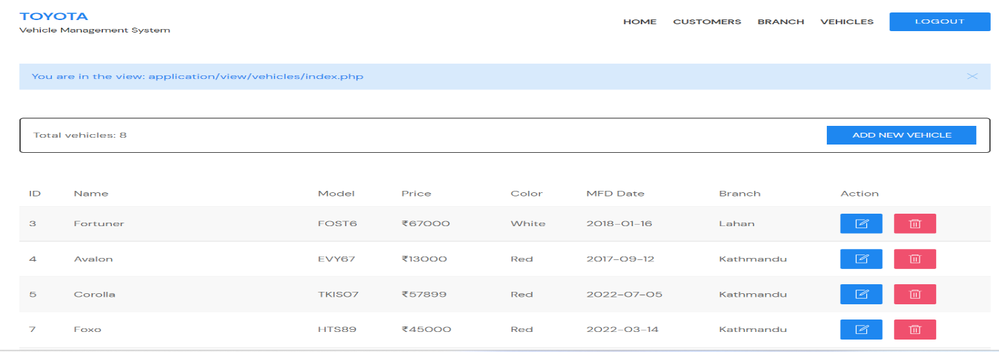 TOYOTA
Vehicle Management System
HOME CUSTOMERS BRANCH VEHICLES LOGOUT
You are in the view: application/view/vehicles/index.php
Total vehicles: 8 ADD NEW VEHICLE
ID Name Model Price Color MFD Date Branch Action
3 Fortuner FOST6 ₹67000 White 2018-01-16 Lahan
4 Avalon EVY67 ₹13000 Red 2017-09-12 Kathmandu
5 Corolla TKIS07 ₹57899 Red 2022-07-05 Kathmandu
7 Foxo HTS89 ₹45000 Red 2022-03-14 Kathmandu